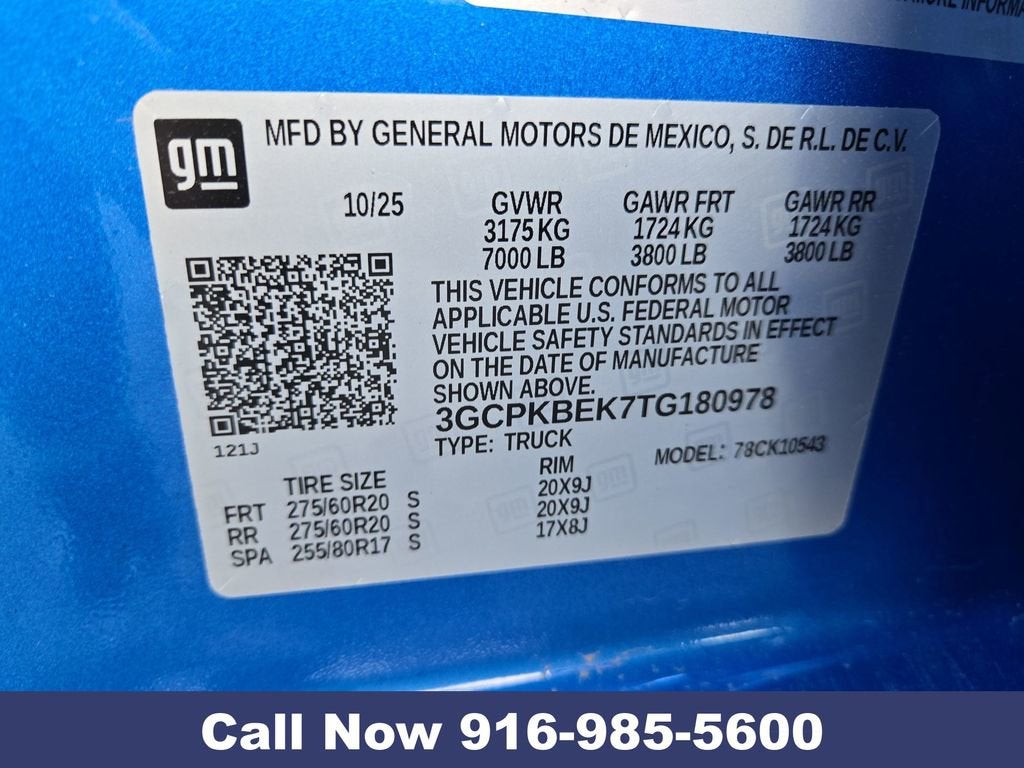 MORE INFORMA
gm
MFD BY GENERAL MOTORS DE MEXICO, S. DE R.L. DE C.V.
10/25 GVWR GAWR FRT GAWR RR
3175 KG 1724 KG 1724 KG
7000 LB 3800 LB 3800 LB
THIS VEHICLE CONFORMS TO ALL
APPLICABLE U.S. FEDERAL MOTOR
VEHICLE SAFETY STANDARDS IN EFFECT
ON THE DATE OF MANUFACTURE
SHOWN ABOVE.
3GCPKBEK7TG180978
121J
TYPE: TRUCK MODEL: 78CK10543
TIRE SIZE RIM
FRT 275/60R20 S 20X9J
RR 275/60R20 S 20X9J
SPA 255/80R17 S 17X8J
Call Now 916-985-5600